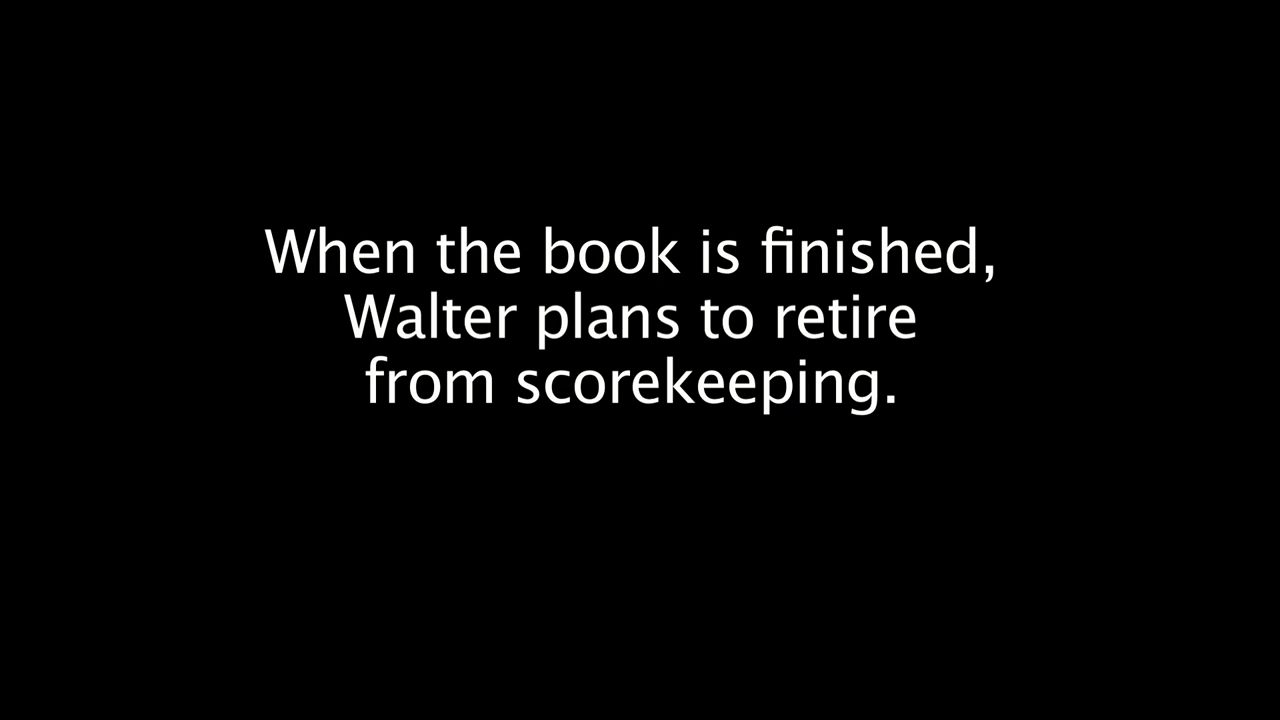 When the book is finished,
Walter plans to retire
from scorekeeping.